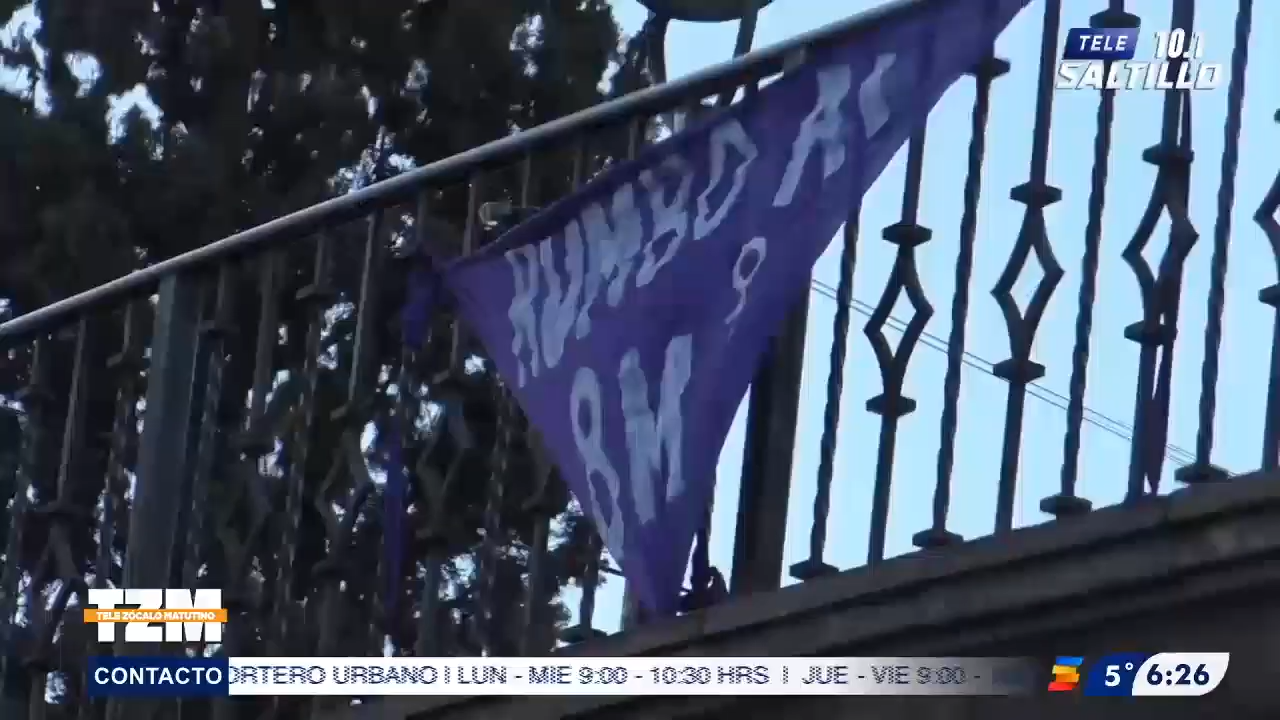 TELE 10.1
SALTILLO
RUMBO AL
8M
TZM
TELE ZÓCALO MATUTINO
CONTACTO
ORTERO URBANO | LUN - MIE 9:00 - 10:30 HRS | JUE - VIE 9:00 -
5° 6:26